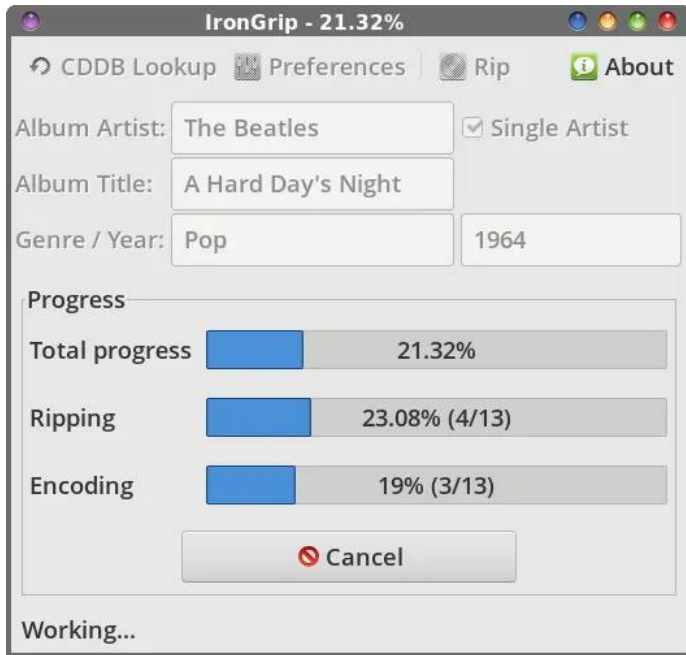 IronGrip - 21.32%
CDDB Lookup Preferences Rip About
Album Artist: The Beatles Single Artist
Album Title: A Hard Day's Night
Genre / Year: Pop 1964
Progress
Total progress 21.32%
Ripping 23.08% (4/13)
Encoding 19% (3/13)
Cancel
Working...